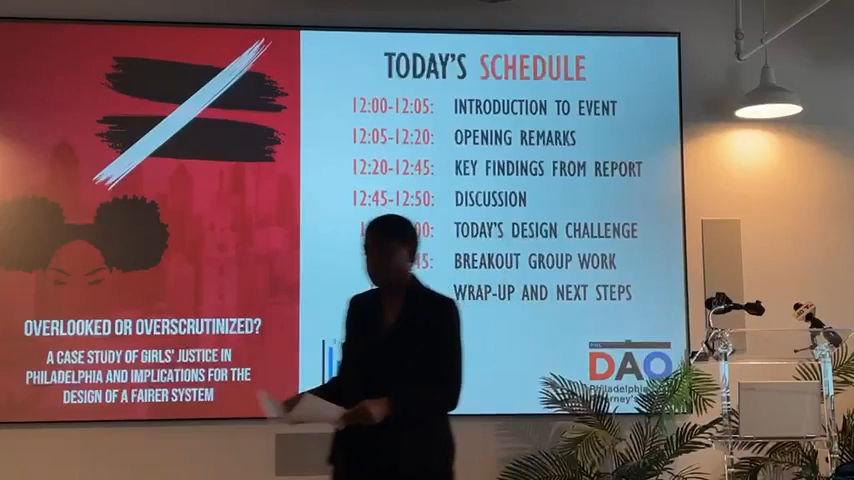 OVERLOOKED OR OVERSCRUTINIZED?
A CASE STUDY OF GIRLS' JUSTICE IN
PHILADELPHIA AND IMPLICATIONS FOR THE
DESIGN OF A FAIRER SYSTEM
TODAY'S SCHEDULE
12:00-12:05: INTRODUCTION TO EVENT
12:05-12:20: OPENING REMARKS
12:20-12:45: KEY FINDINGS FROM REPORT
12:45-12:50: DISCUSSION
TODAY'S DESIGN CHALLENGE
BREAKOUT GROUP WORK
WRAP-UP AND NEXT STEPS
DAO
Philadelphia